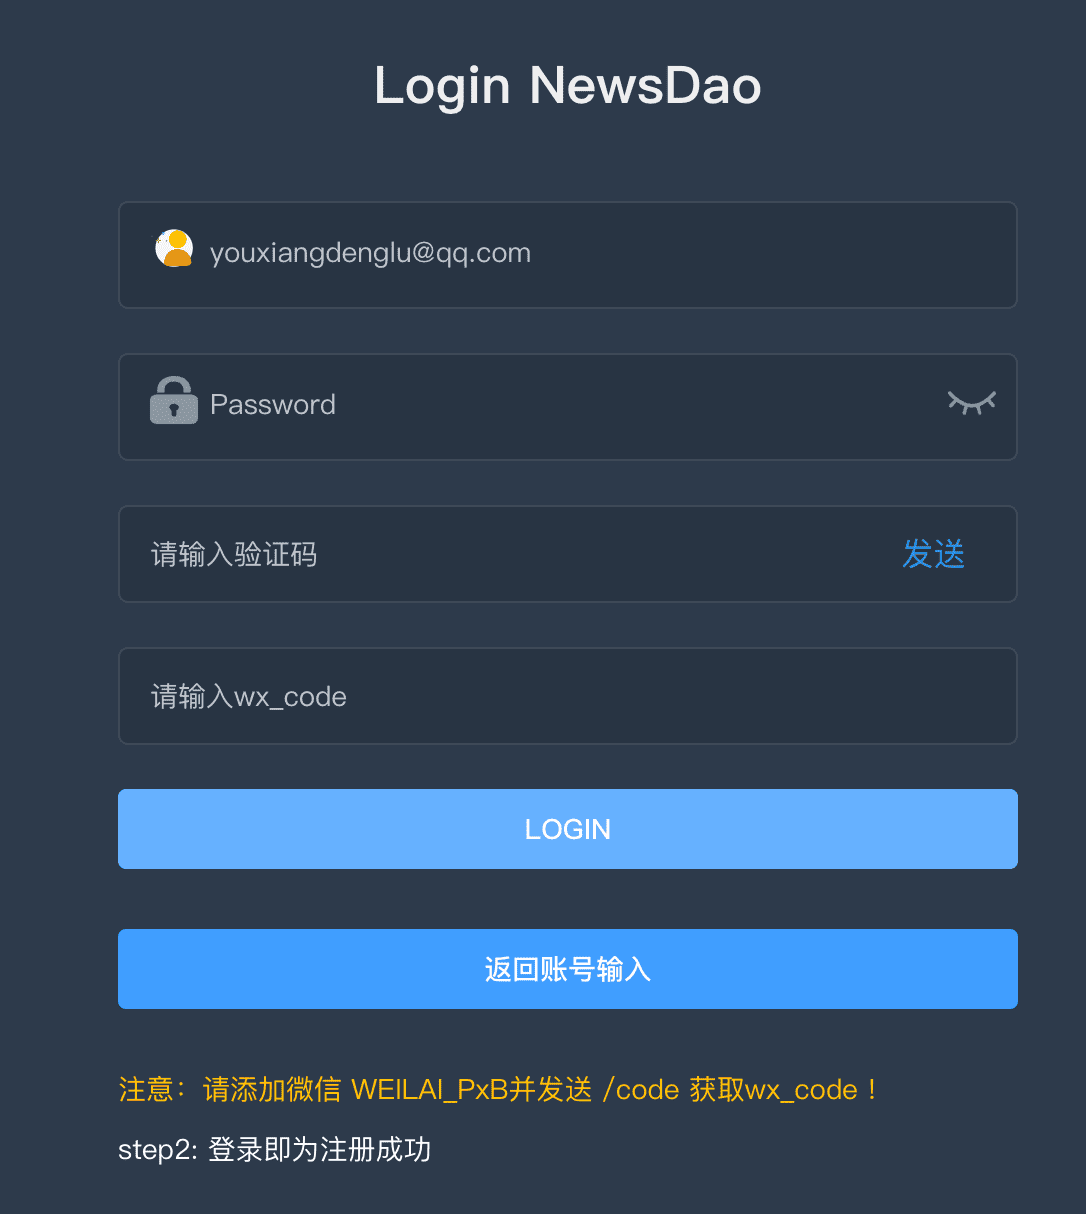 Login NewsDao
youxiangdenglu@qq.com
Password
请输入验证码 发送
请输入wx_code
LOGIN
返回账号输入
注意：请添加微信 WEILAI_PxB并发送 /code 获取wx_code！
step2: 登录即为注册成功